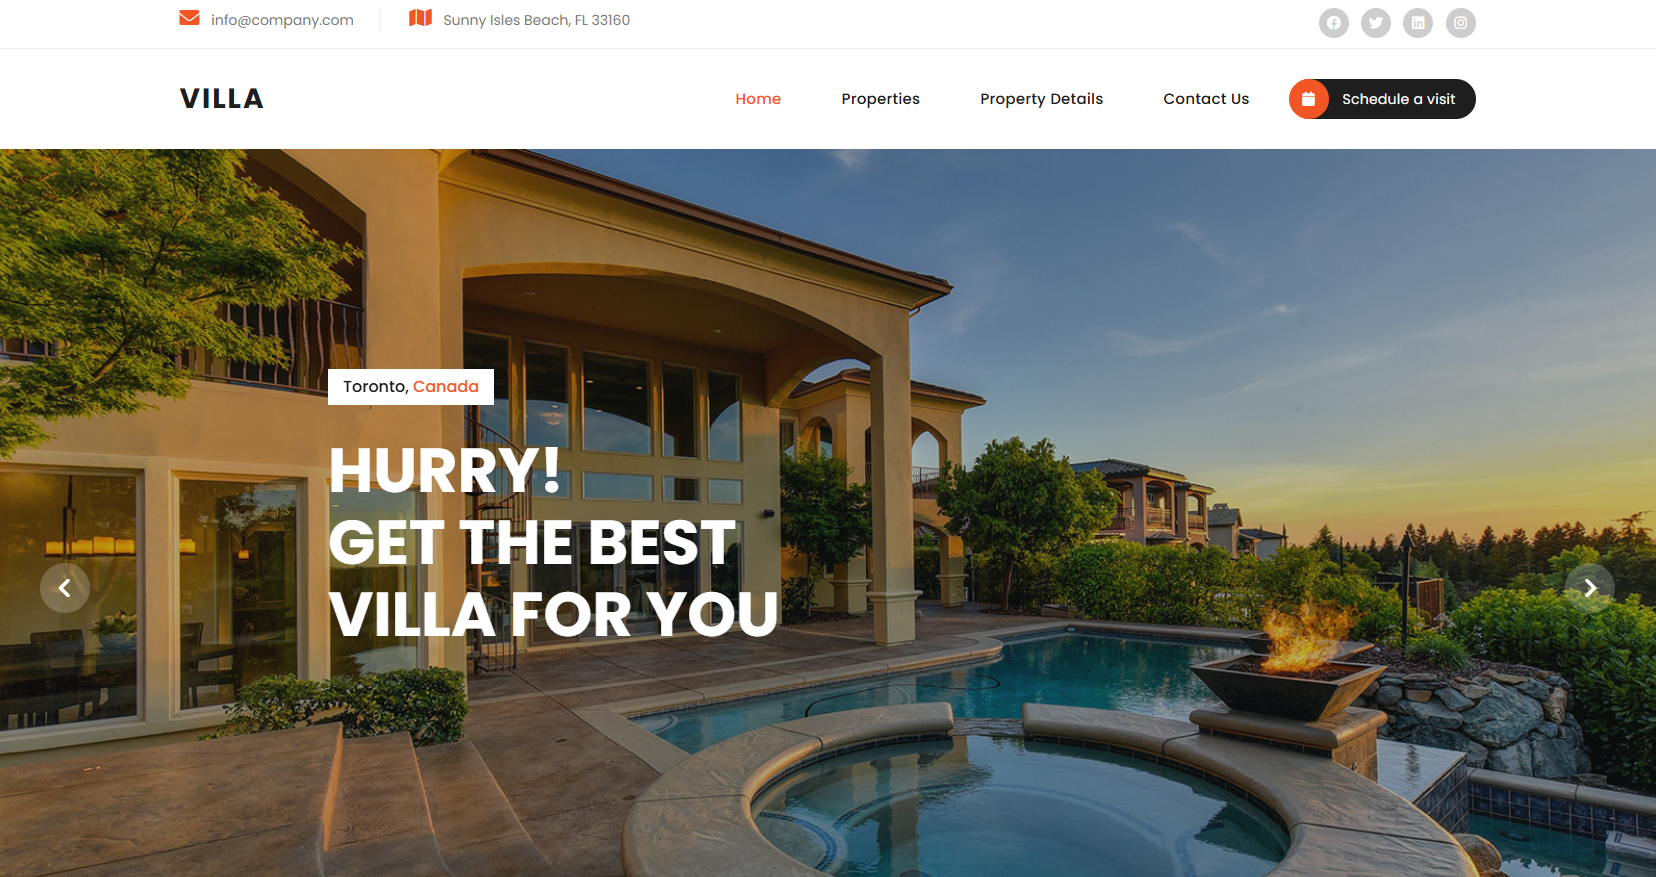 info@company.com
Sunny Isles Beach, FL 33160
VILLA
Home
Properties
Property Details
Contact Us
Schedule a visit
Toronto, Canada
HURRY!
GET THE BEST
VILLA FOR YOU